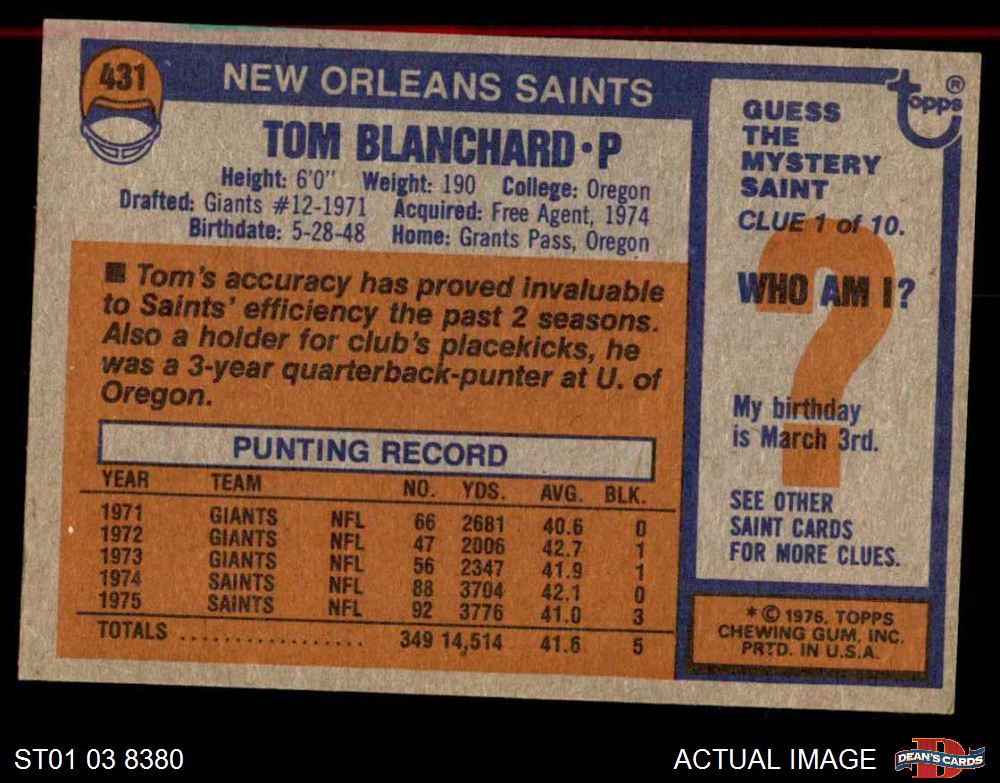 431
NEW ORLEANS SAINTS
TOM BLANCHARD·P
Height: 6'0" Weight: 190 College: Oregon
Drafted: Giants #12-1971 Acquired: Free Agent, 1974
Birthdate: 5-28-48 Home: Grants Pass, Oregon
■ Tom's accuracy has proved invaluable
to Saints' efficiency the past 2 seasons.
Also a holder for club's placekicks, he
was a 3-year quarterback-punter at U. of
Oregon.
PUNTING RECORD
YEAR TEAM NO. YDS. AVG. BLK.
1971 GIANTS NFL 66 2681 40.6 0
1972 GIANTS NFL 47 2006 42.7 1
1973 GIANTS NFL 56 2347 41.9 1
1974 SAINTS NFL 88 3704 42.1 0
1975 SAINTS NFL 92 3776 41.0 3
TOTALS ................. 349 14,514 41.6 5
topps®
GUESS
THE
MYSTERY
SAINT
CLUE 1 of 10.
?
WHO AM I?
My birthday
is March 3rd.
SEE OTHER
SAINT CARDS
FOR MORE CLUES.
* © 1976, TOPPS
CHEWING GUM, INC.
PRTD. IN U.S.A.
ST01 03 8380
ACTUAL IMAGE
D
DEAN'S CARDS